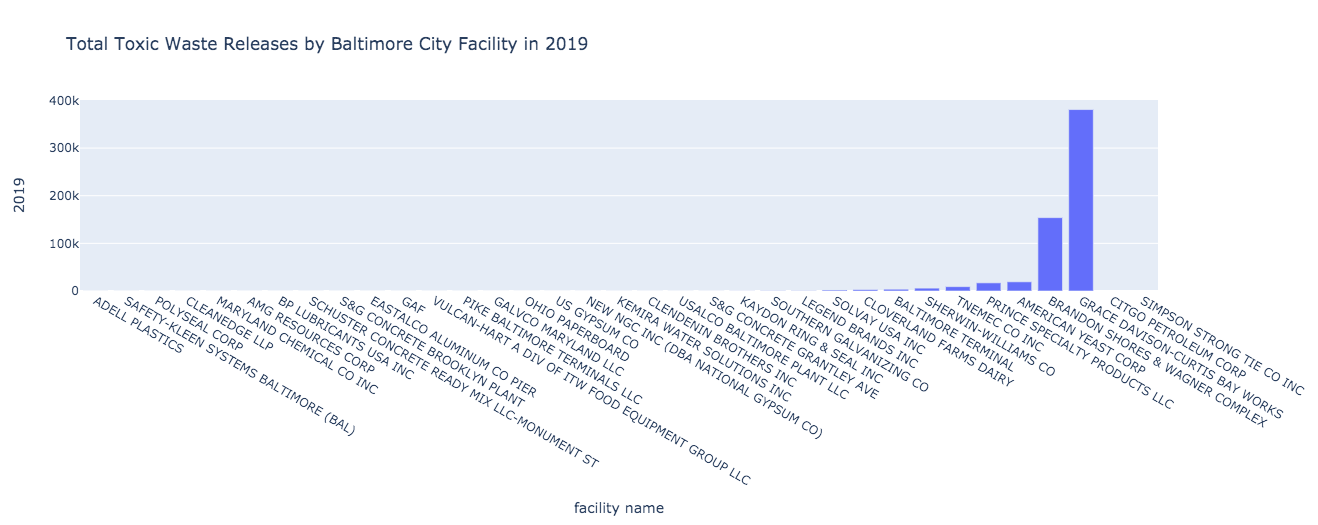 Total Toxic Waste Releases by Baltimore City Facility in 2019
400k
300k
200k
100k
0
2019
ADELL PLASTICS
SAFETY-KLEEN SYSTEMS BALTIMORE (BAL)
POLYSEAL CORP
CLEANEDGE LLP
MARYLAND CHEMICAL CO INC
AMG RESOURCES CORP
BP LUBRICANTS USA INC
SCHUSTER CONCRETE READY MIX LLC-MONUMENT ST
S&G CONCRETE BROOKLYN PLANT
EASTALCO ALUMINUM CO PIER
GAF
VULCAN-HART A DIV OF ITW FOOD EQUIPMENT GROUP LLC
PIKE BALTIMORE TERMINALS LLC
GALVCO MARYLAND LLC
OHIO PAPERBOARD
US GYPSUM CO
NEW NGC INC (DBA NATIONAL GYPSUM CO)
KEMIRA WATER SOLUTIONS INC
CLENDENIN BROTHERS INC
USALCO BALTIMORE PLANT LLC
S&G CONCRETE GRANTLEY AVE
KAYDON RING & SEAL INC
SOUTHERN GALVANIZING CO
LEGEND BRANDS INC
SOLVAY USA INC
CLOVERLAND FARMS DAIRY
BALTIMORE TERMINAL
SHERWIN-WILLIAMS CO
TNEMEC CO INC
PRINCE SPECIALTY PRODUCTS LLC
AMERICAN YEAST CORP
BRANDON SHORES & WAGNER COMPLEX
GRACE DAVISON-CURTIS BAY WORKS
CITGO PETROLEUM CORP
SIMPSON STRONG TIE CO INC
facility name